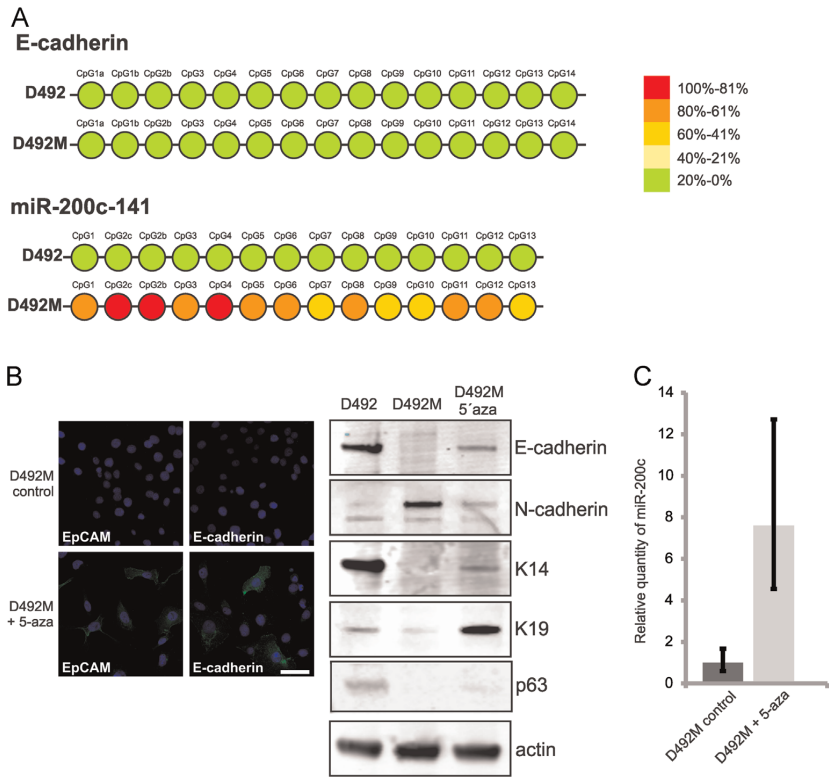 A
E-cadherin
CpG1a CpG1b CpG2b CpG3 CpG4 CpG5 CpG6 CpG7 CpG8 CpG9 CpG10 CpG11 CpG12 CpG13 CpG14
D492
CpG1a CpG1b CpG2b CpG3 CpG4 CpG5 CpG6 CpG7 CpG8 CpG9 CpG10 CpG11 CpG12 CpG13 CpG14
D492M
100%-81%
80%-61%
60%-41%
40%-21%
20%-0%
miR-200c-141
CpG1 CpG2c CpG2b CpG3 CpG4 CpG5 CpG6 CpG7 CpG8 CpG9 CpG10 CpG11 CpG12 CpG13
D492
CpG1 CpG2c CpG2b CpG3 CpG4 CpG5 CpG6 CpG7 CpG8 CpG9 CpG10 CpG11 CpG12 CpG13
D492M
B
D492M
control
EpCAM
E-cadherin
D492M
+ 5-aza
EpCAM
E-cadherin
D492 D492M D492M
5´aza
E-cadherin
N-cadherin
K14
K19
p63
actin
C
Relative quantity of miR-200c
14
12
10
8
6
4
2
0
D492M control
D492M + 5-aza